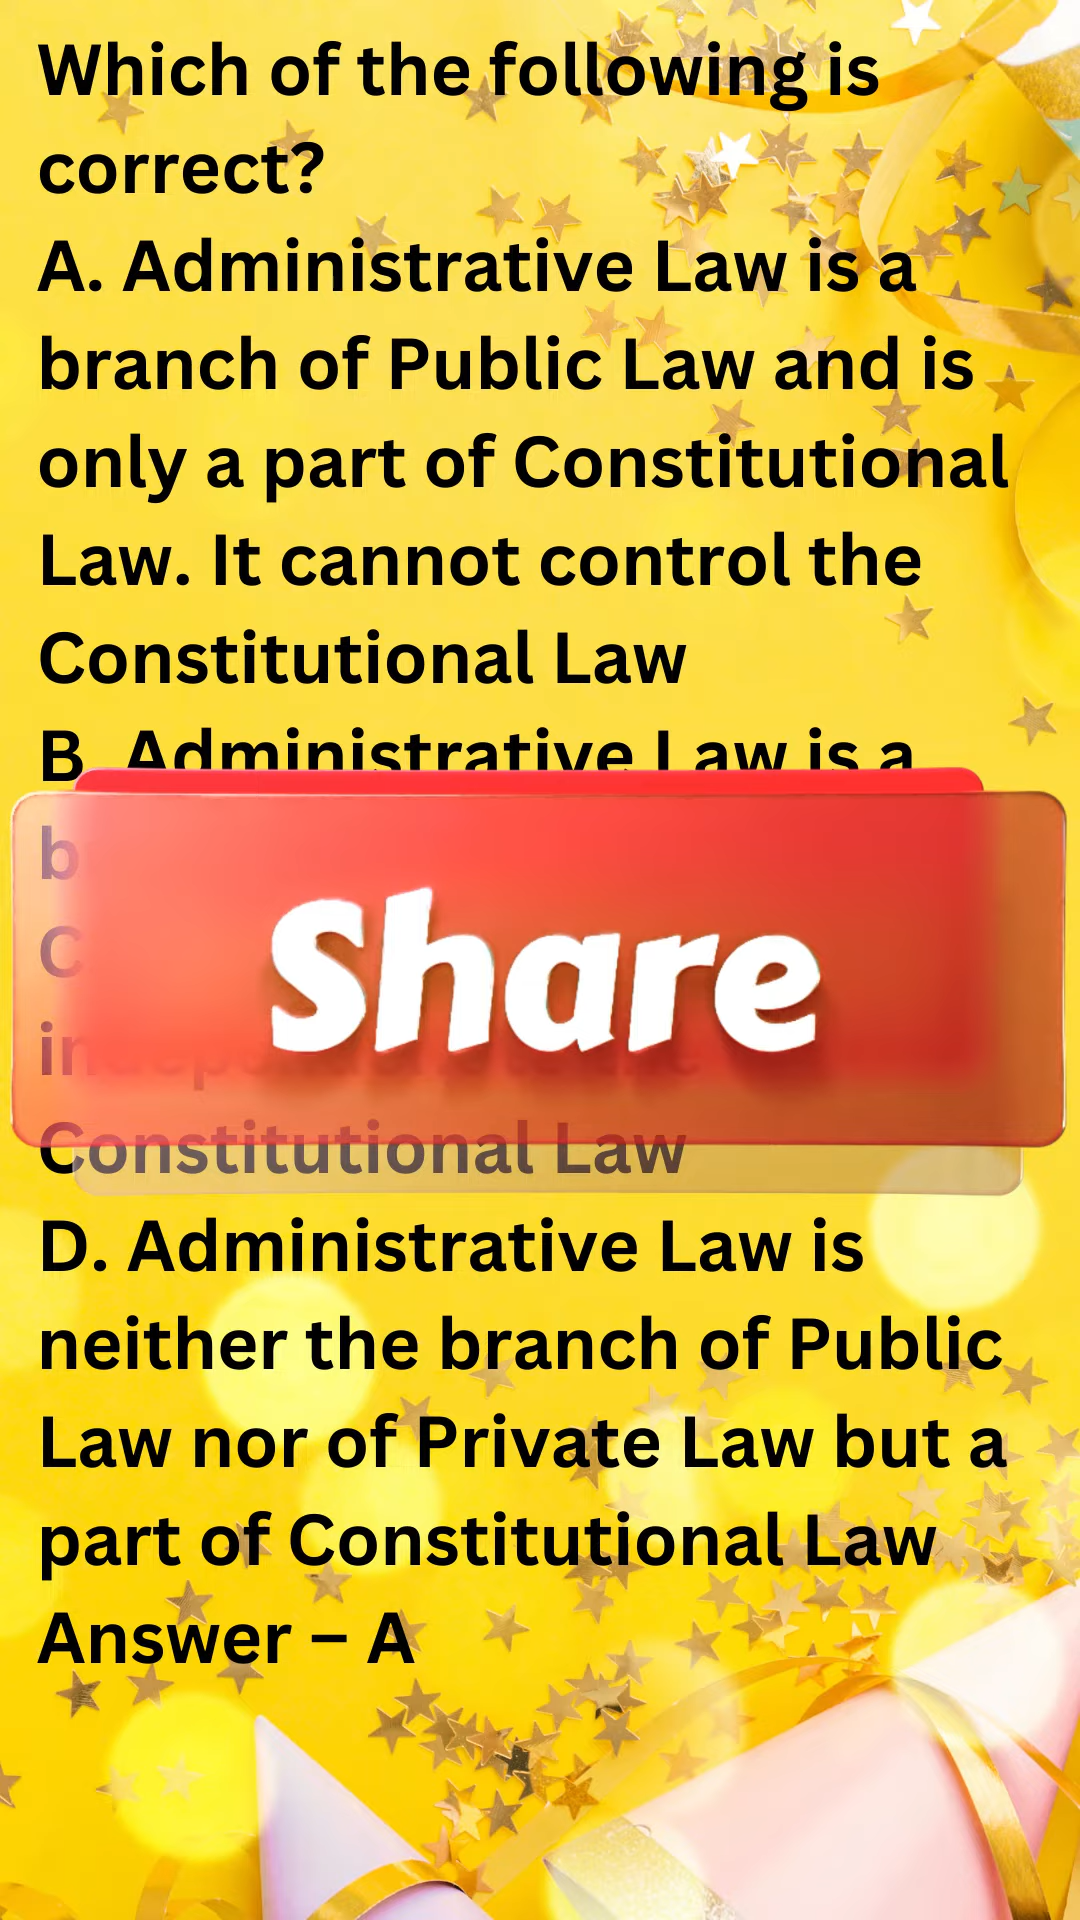 Which of the following is
correct?
A. Administrative Law is a
branch of Public Law and is
only a part of Constitutional
Law. It cannot control the
Constitutional Law
B. Administrative Law is a
Share
Constitutional Law
D. Administrative Law is
neither the branch of Public
Law nor of Private Law but a
part of Constitutional Law
Answer – A